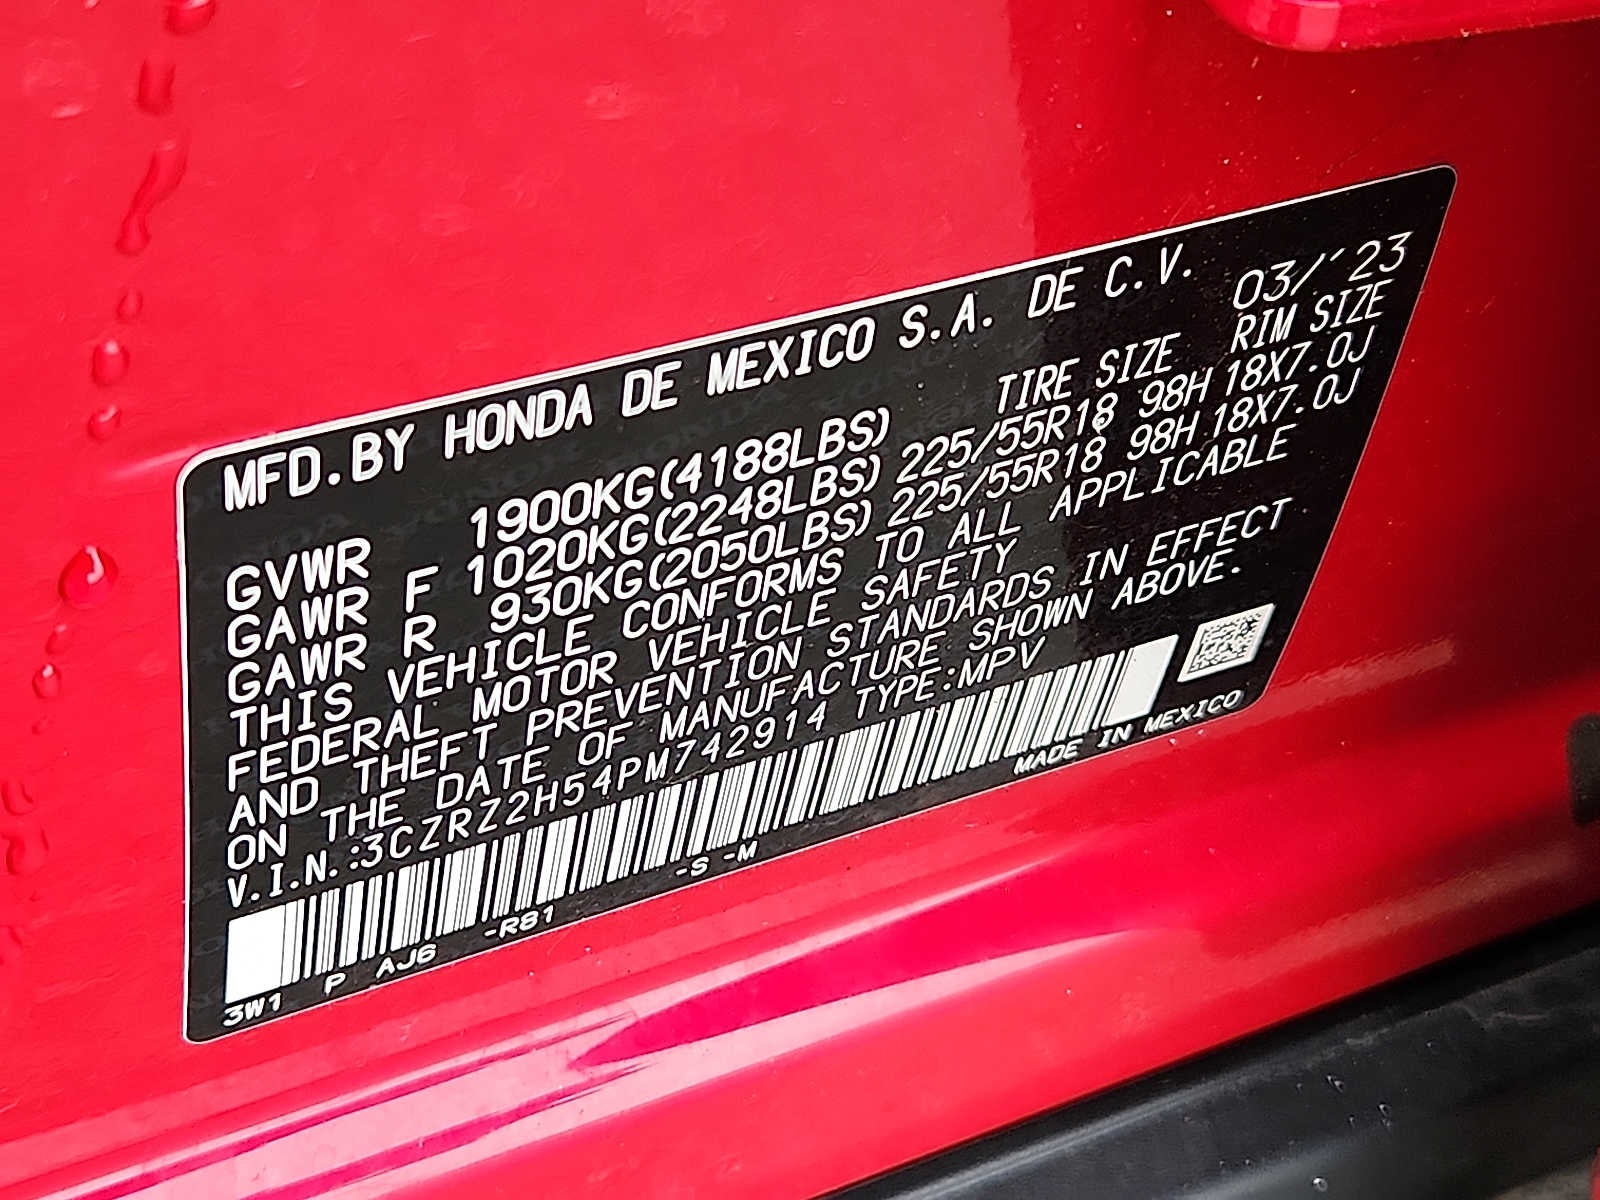 MFD.BY HONDA DE MEXICO S.A. DE C.V.
03/'23
TIRE SIZE RIM SIZE
GVWR 1900KG(4188LBS)
GAWR F 1020KG(2248LBS) 225/55R18 98H 18X7.0J
GAWR R 930KG(2050LBS) 225/55R18 98H 18X7.0J
THIS VEHICLE CONFORMS TO ALL APPLICABLE
FEDERAL MOTOR VEHICLE SAFETY
AND THEFT PREVENTION STANDARDS IN EFFECT
ON THE DATE OF MANUFACTURE SHOWN ABOVE.
V.I.N.:3CZRZ2H54PM742914 TYPE:MPV
3W1 P AJ6 -R81 -S -M
MADE IN MEXICO